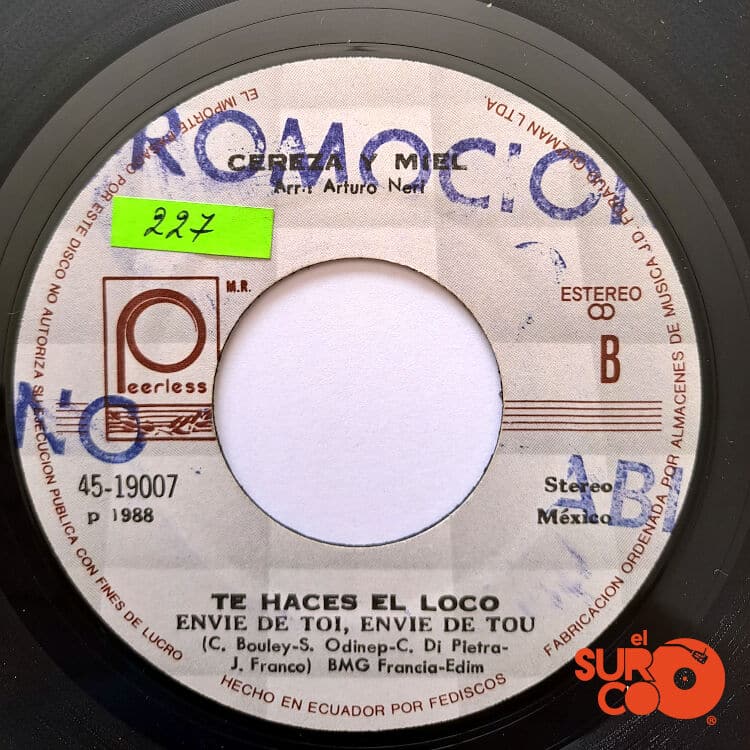 PROMOCION
CEREZA Y MIEL
Arr.: Arturo Neri
227
M.R.
Peerless
ESTEREO
B
NO
45-19007
p 1988
Stereo
México
TE HACES EL LOCO
ENVIE DE TOI, ENVIE DE TOU
(C. Bouley-S. Odinep-C. Di Pietra-
J. Franco) BMG Francia-Edim
EL IMPORTE PAGADO POR ESTE DISCO NO AUTORIZA SU EJECUCION PUBLICA CON FINES DE LUCRO
HECHO EN ECUADOR POR FEDISCOS
FABRICACION ORDENADA POR ALMACENES DE MUSICA J.D. FERAUD GUZMAN LTDA.
el
SURCO
®